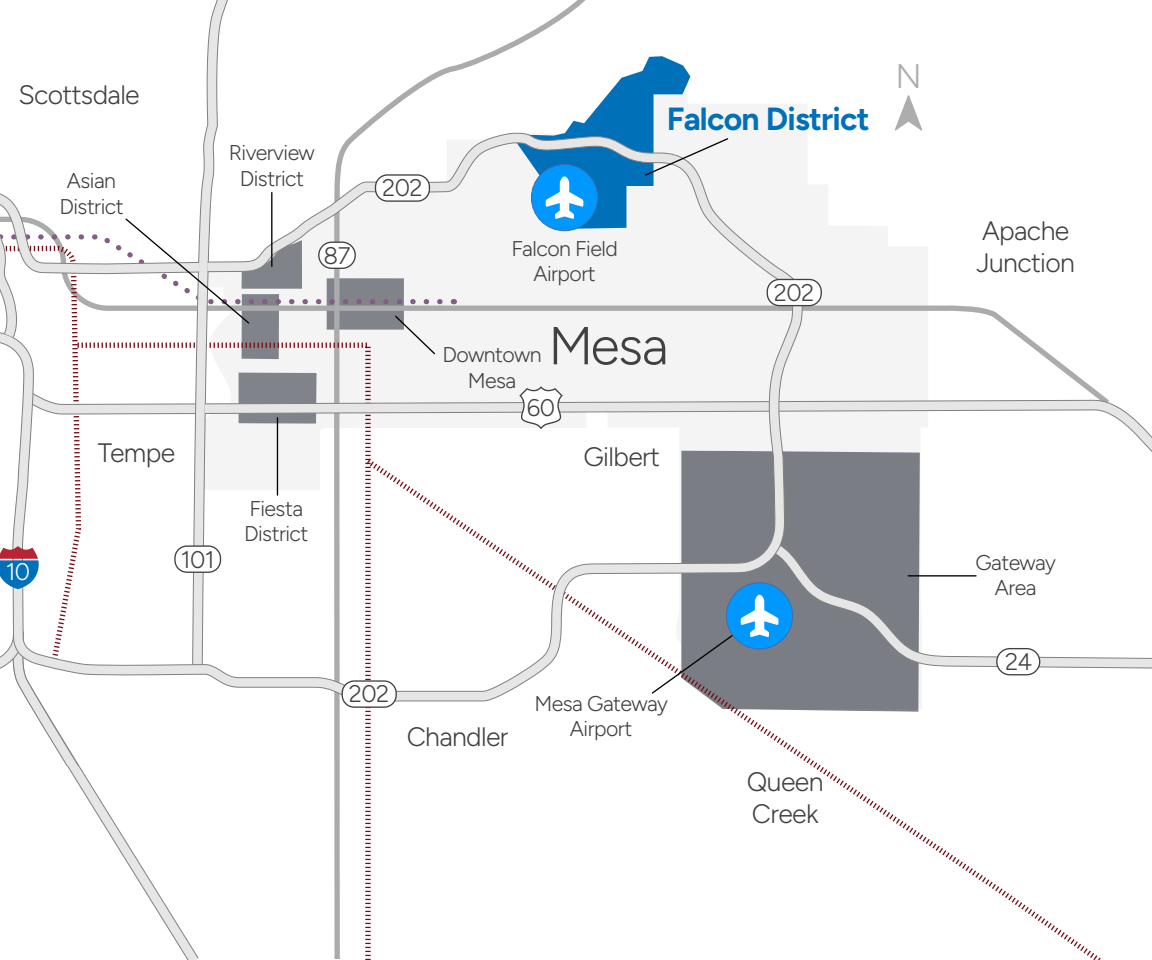 N
Scottsdale
Falcon District
Riverview
District
Asian
District
202
Apache
Junction
87
Falcon Field
Airport
202
Mesa
Downtown
Mesa
60
Tempe
Gilbert
Fiesta
District
101
10
Gateway
Area
24
202
Mesa Gateway
Airport
Chandler
Queen
Creek